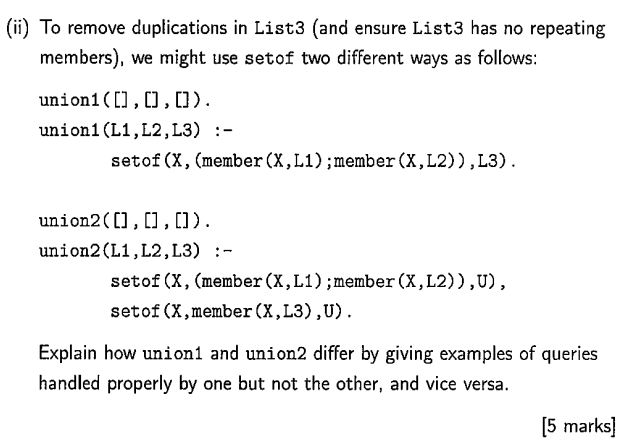 (ii) To remove duplications in List3 (and ensure List3 has no repeating
members), we might use setof two different ways as follows:
union1([],[],[]).
union1(L1,L2,L3) :-
setof(X,(member(X,L1);member(X,L2)),L3).
union2([],[],[]).
union2(L1,L2,L3) :-
setof(X,(member(X,L1);member(X,L2)),U),
setof(X,member(X,L3),U).
Explain how union1 and union2 differ by giving examples of queries
handled properly by one but not the other, and vice versa.
[5 marks]